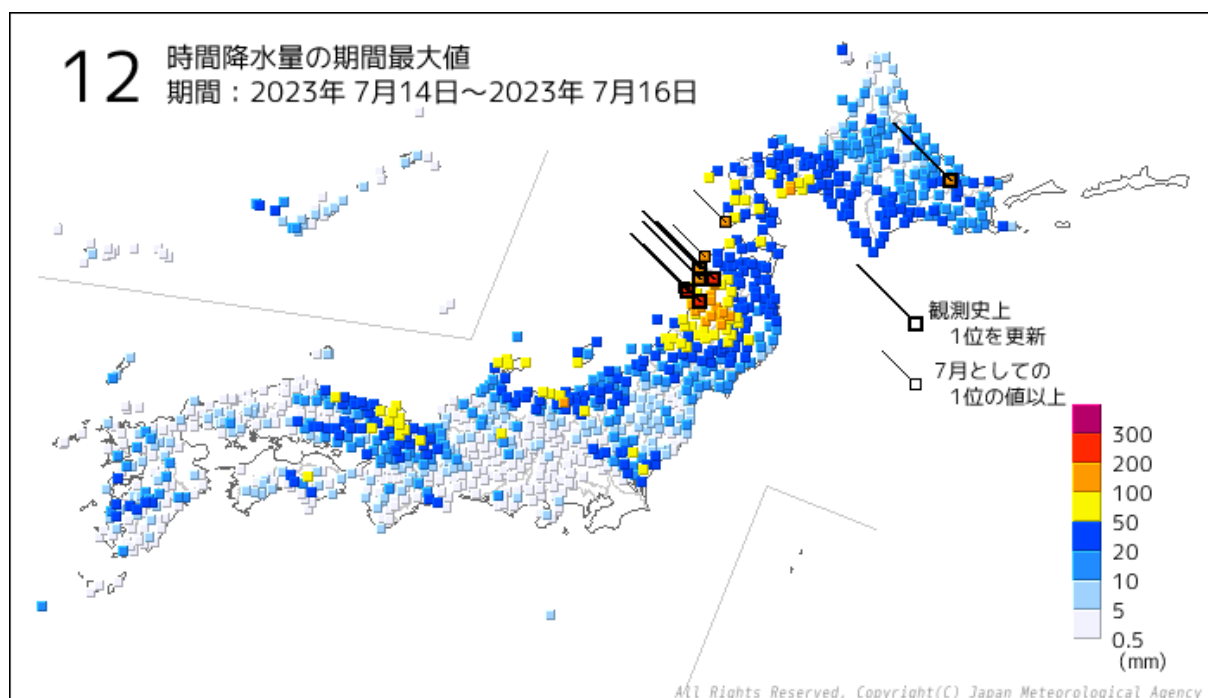 12 時間降水量の期間最大値
期間：2023年 7月14日～2023年 7月16日
観測史上
1位を更新
7月としての
1位の値以上
300
200
100
50
20
10
5
0.5
(mm)
All Rights Reserved. Copyright(C) Japan Meteorological Agency